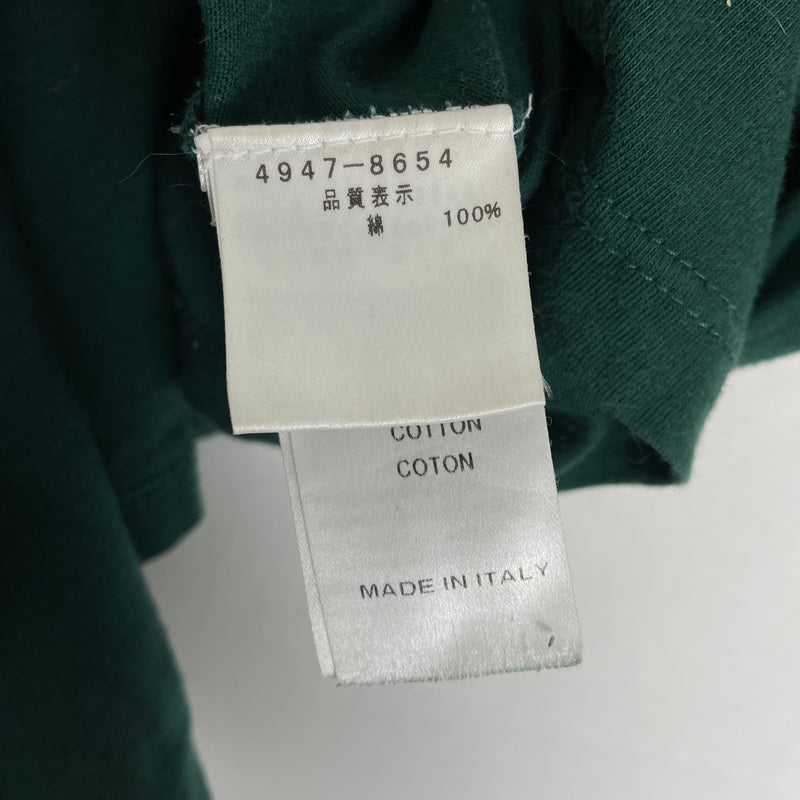 4947-8654
品質表示
綿 100%
COTTON
COTON
MADE IN ITALY